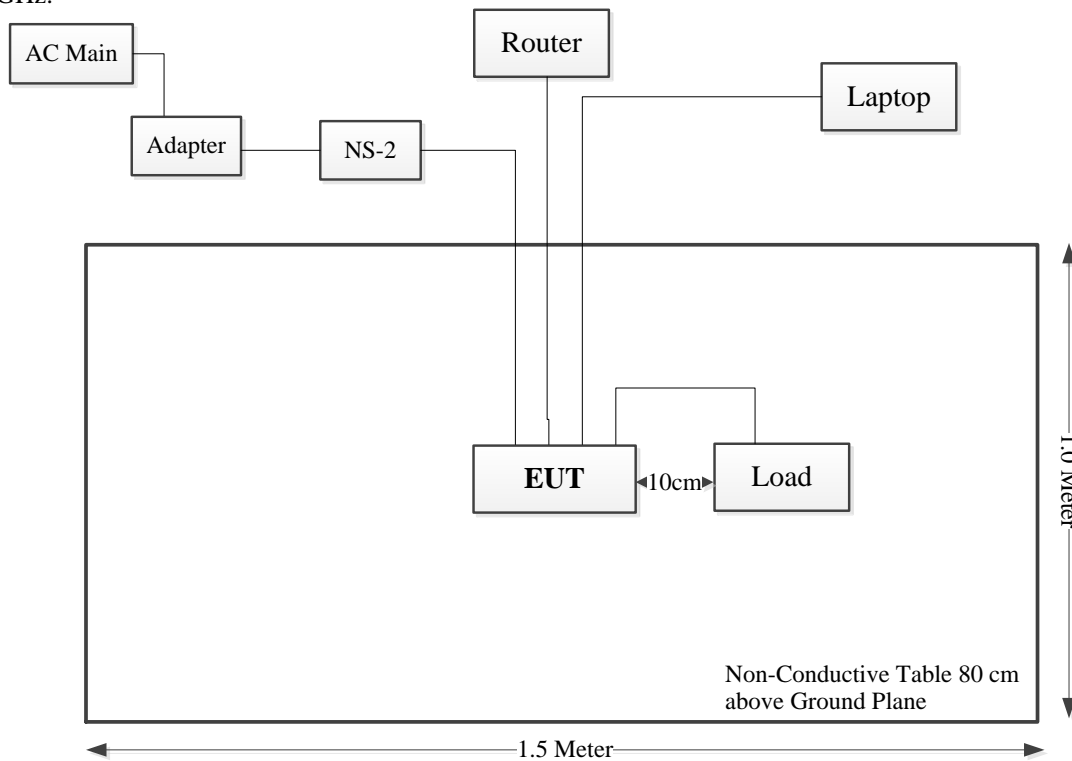 AC Main
Router
Laptop
Adapter
NS-2
EUT
10cm
Load
1.0 Meter
Non-Conductive Table 80 cm
above Ground Plane
1.5 Meter